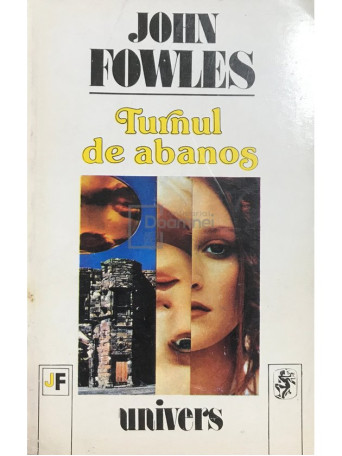 JOHN
FOWLES
Turnul
de abanos
JF
univers